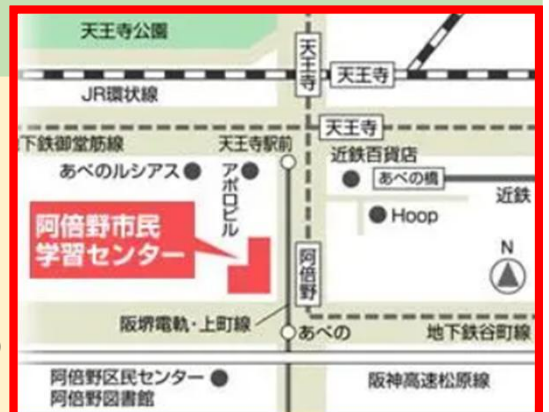 天王寺公園
天王寺
天王寺
JR環状線
天王寺
下鉄御堂筋線
天王寺駅前
近鉄百貨店
あべのルシアス
アポロビル
あべの橋
近鉄
Hoop
阿倍野市民
学習センター
阿倍野
N
阪堺電軌・上町線
あべの
地下鉄谷町線
阿倍野区民センター
阿倍野図書館
阪神高速松原線